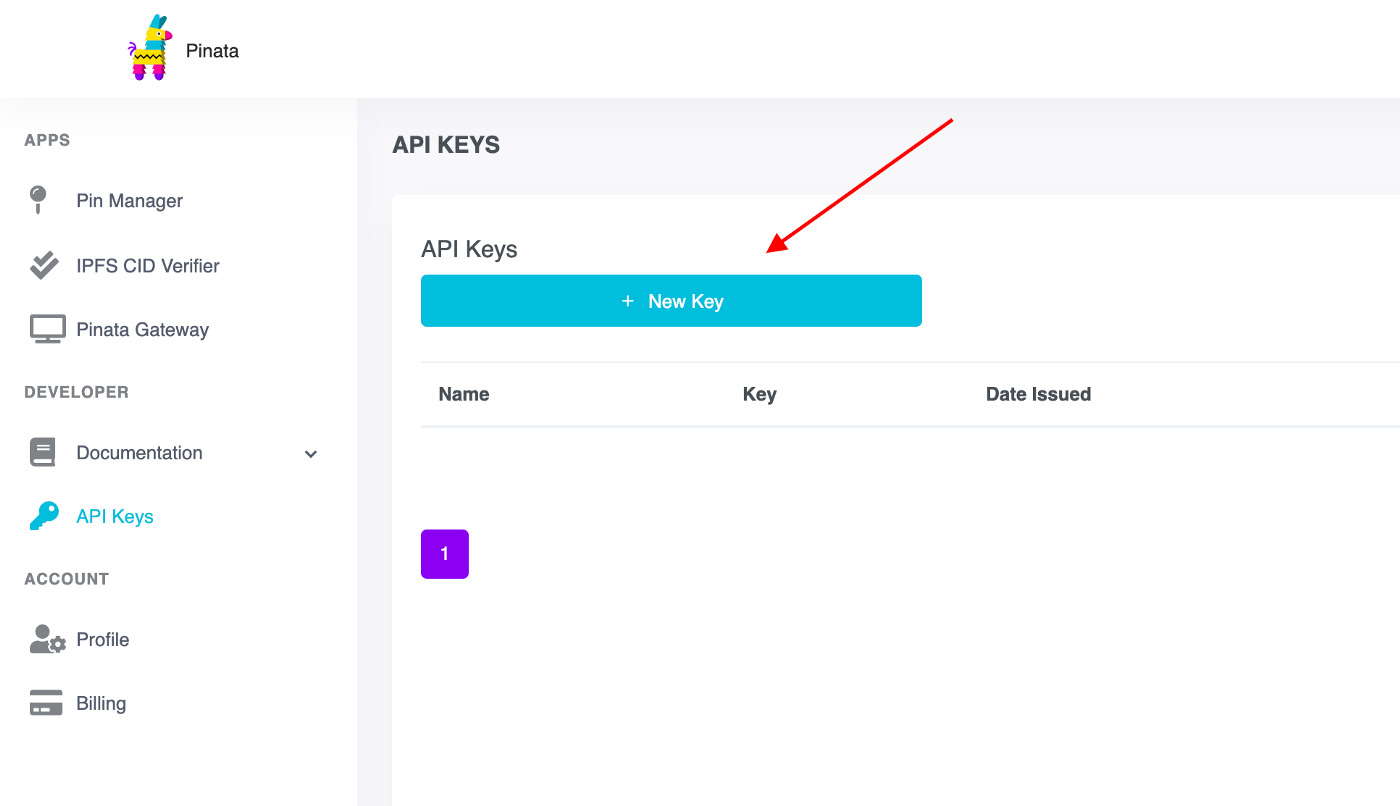 Pinata
APPS
Pin Manager
IPFS CID Verifier
Pinata Gateway
DEVELOPER
Documentation
API Keys
ACCOUNT
Profile
Billing
API KEYS
API Keys
+ New Key
Name Key Date Issued
1